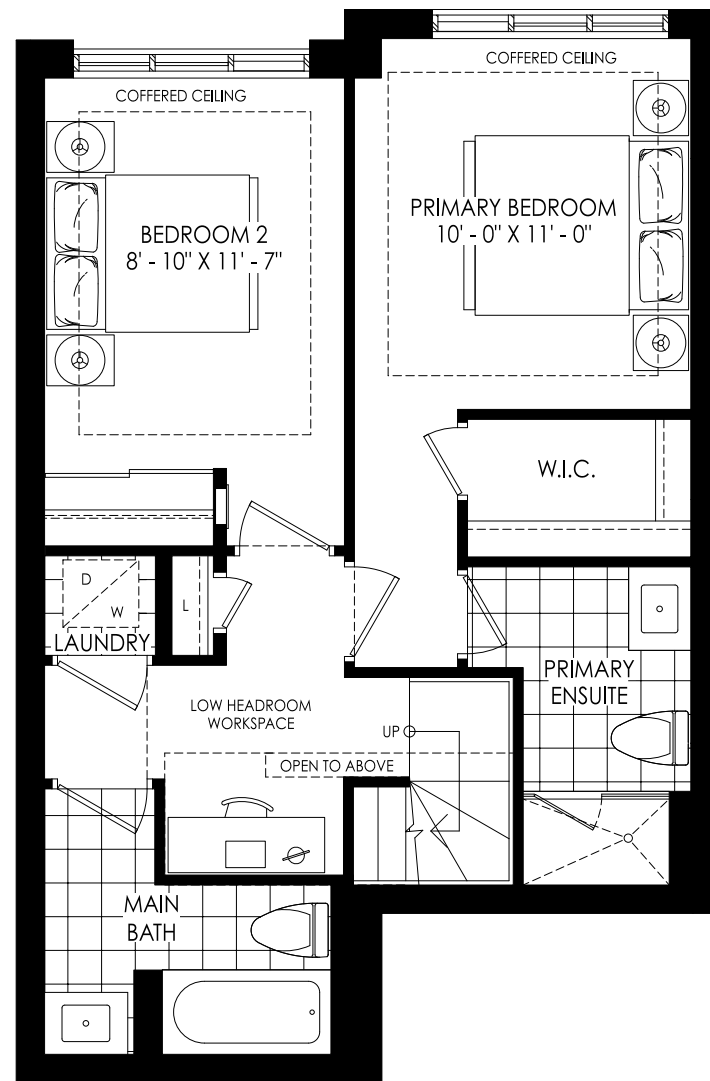 COFFERED CEILING
COFFERED CEILING
BEDROOM 2
8' - 10" X 11' - 7"
PRIMARY BEDROOM
10' - 0" X 11' - 0"
W.I.C.
D
W
LAUNDRY
L
PRIMARY
ENSUITE
LOW HEADROOM
WORKSPACE
UP
OPEN TO ABOVE
MAIN
BATH